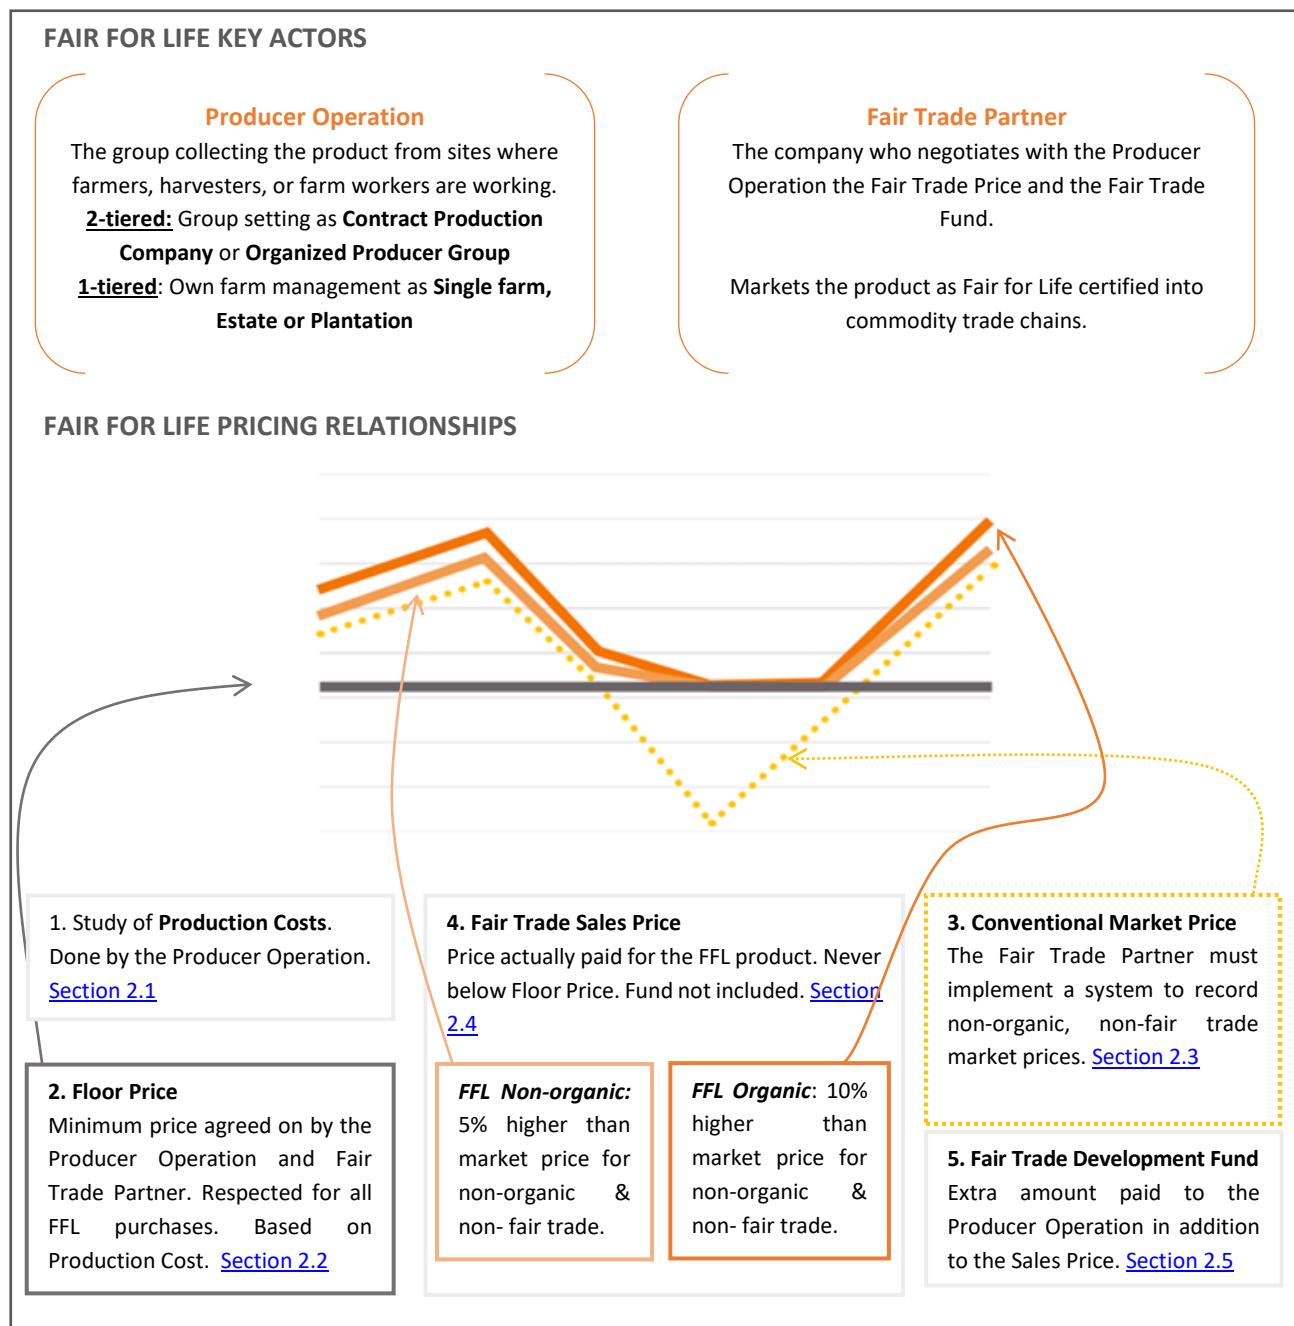 FAIR FOR LIFE KEY ACTORS
Producer Operation
The group collecting the product from sites where
farmers, harvesters, or farm workers are working.
2-tiered: Group setting as Contract Production
Company or Organized Producer Group
1-tiered: Own farm management as Single farm,
Estate or Plantation
Fair Trade Partner
The company who negotiates with the Producer
Operation the Fair Trade Price and the Fair Trade
Fund.
Markets the product as Fair for Life certified into
commodity trade chains.
FAIR FOR LIFE PRICING RELATIONSHIPS
1. Study of Production Costs.
Done by the Producer Operation.
Section 2.1
2. Floor Price
Minimum price agreed on by the
Producer Operation and Fair
Trade Partner. Respected for all
FFL purchases. Based on
Production Cost. Section 2.2
4. Fair Trade Sales Price
Price actually paid for the FFL product. Never
below Floor Price. Fund not included. Section
2.4
FFL Non-organic:
5% higher than
market price for
non-organic &
non- fair trade.
FFL Organic: 10%
higher than
market price for
non-organic &
non- fair trade.
3. Conventional Market Price
The Fair Trade Partner must
implement a system to record
non-organic, non-fair trade
market prices. Section 2.3
5. Fair Trade Development Fund
Extra amount paid to the
Producer Operation in addition
to the Sales Price. Section 2.5